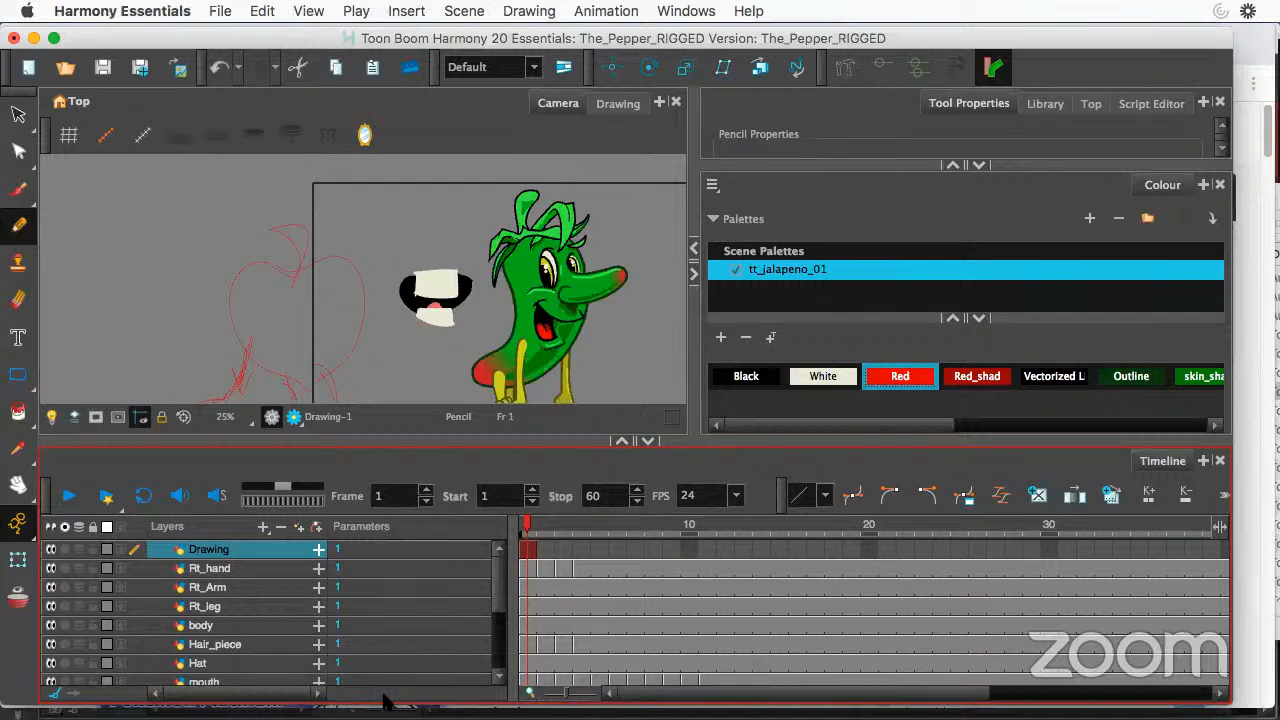 Harmony Essentials File Edit View Play Insert Scene Drawing Animation Windows Help
Toon Boom Harmony 20 Essentials: The_Pepper_RIGGED Version: The_Pepper_RIGGED
Default
Top
Camera Drawing
Tool Properties Library Top Script Editor
Pencil Properties
Colour
Palettes
Scene Palettes
tt_jalapeno_01
Black White Red Red_shad Vectorized L Outline skin_sha
25% Drawing-1 Pencil Fr 1
Timeline
Frame 1 Start 1 Stop 60 FPS 24
Layers Parameters 10 20 30
Drawing 1
Rt_hand 1
Rt_Arm 1
Rt_leg 1
body 1
Hair_piece 1
Hat 1
mouth 1
zoom